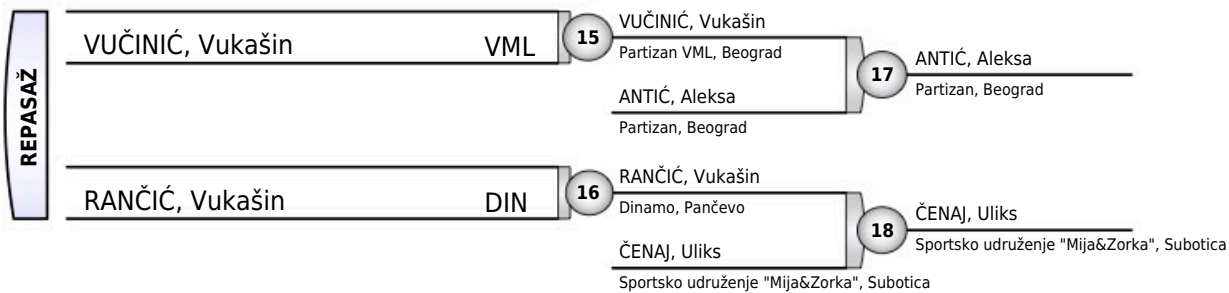 REPASAŽ
VUČINIĆ, Vukašin VML
15
VUČINIĆ, Vukašin
Partizan VML, Beograd
ANTIĆ, Aleksa
Partizan, Beograd
17
ANTIĆ, Aleksa
Partizan, Beograd
RANČIĆ, Vukašin DIN
16
RANČIĆ, Vukašin
Dinamo, Pančevo
ČENAJ, Uliks
Sportsko udruženje "Mija&Zorka", Subotica
18
ČENAJ, Uliks
Sportsko udruženje "Mija&Zorka", Subotica